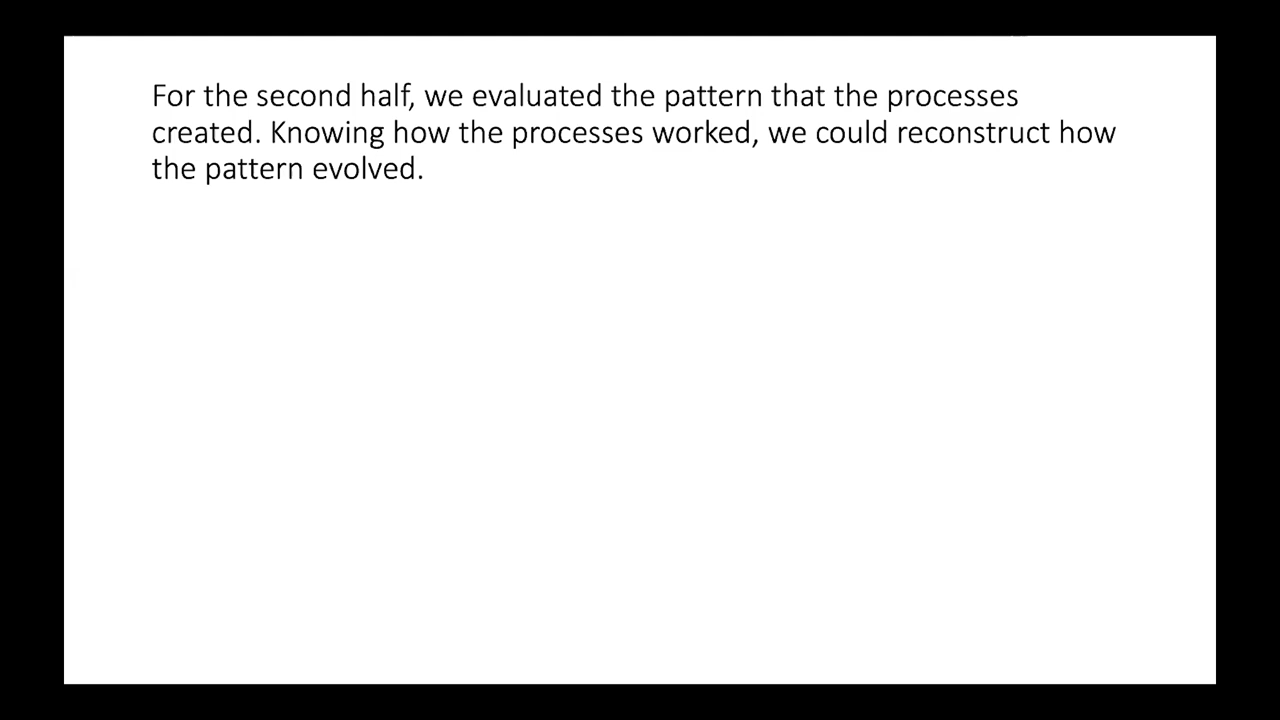 For the second half, we evaluated the pattern that the processes
created. Knowing how the processes worked, we could reconstruct how
the pattern evolved.